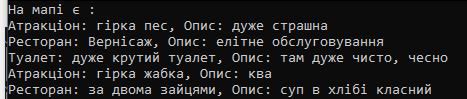 На мапі є :
Атракціон: гірка пес, Опис: дуже страшна
Ресторан: Вернісаж, Опис: елітне обслуговування
Туалет: дуже крутий туалет, Опис: там дуже чисто, чесно
Атракціон: гірка жабка, Опис: ква
Ресторан: за двома зайцями, Опис: суп в хлібі класний